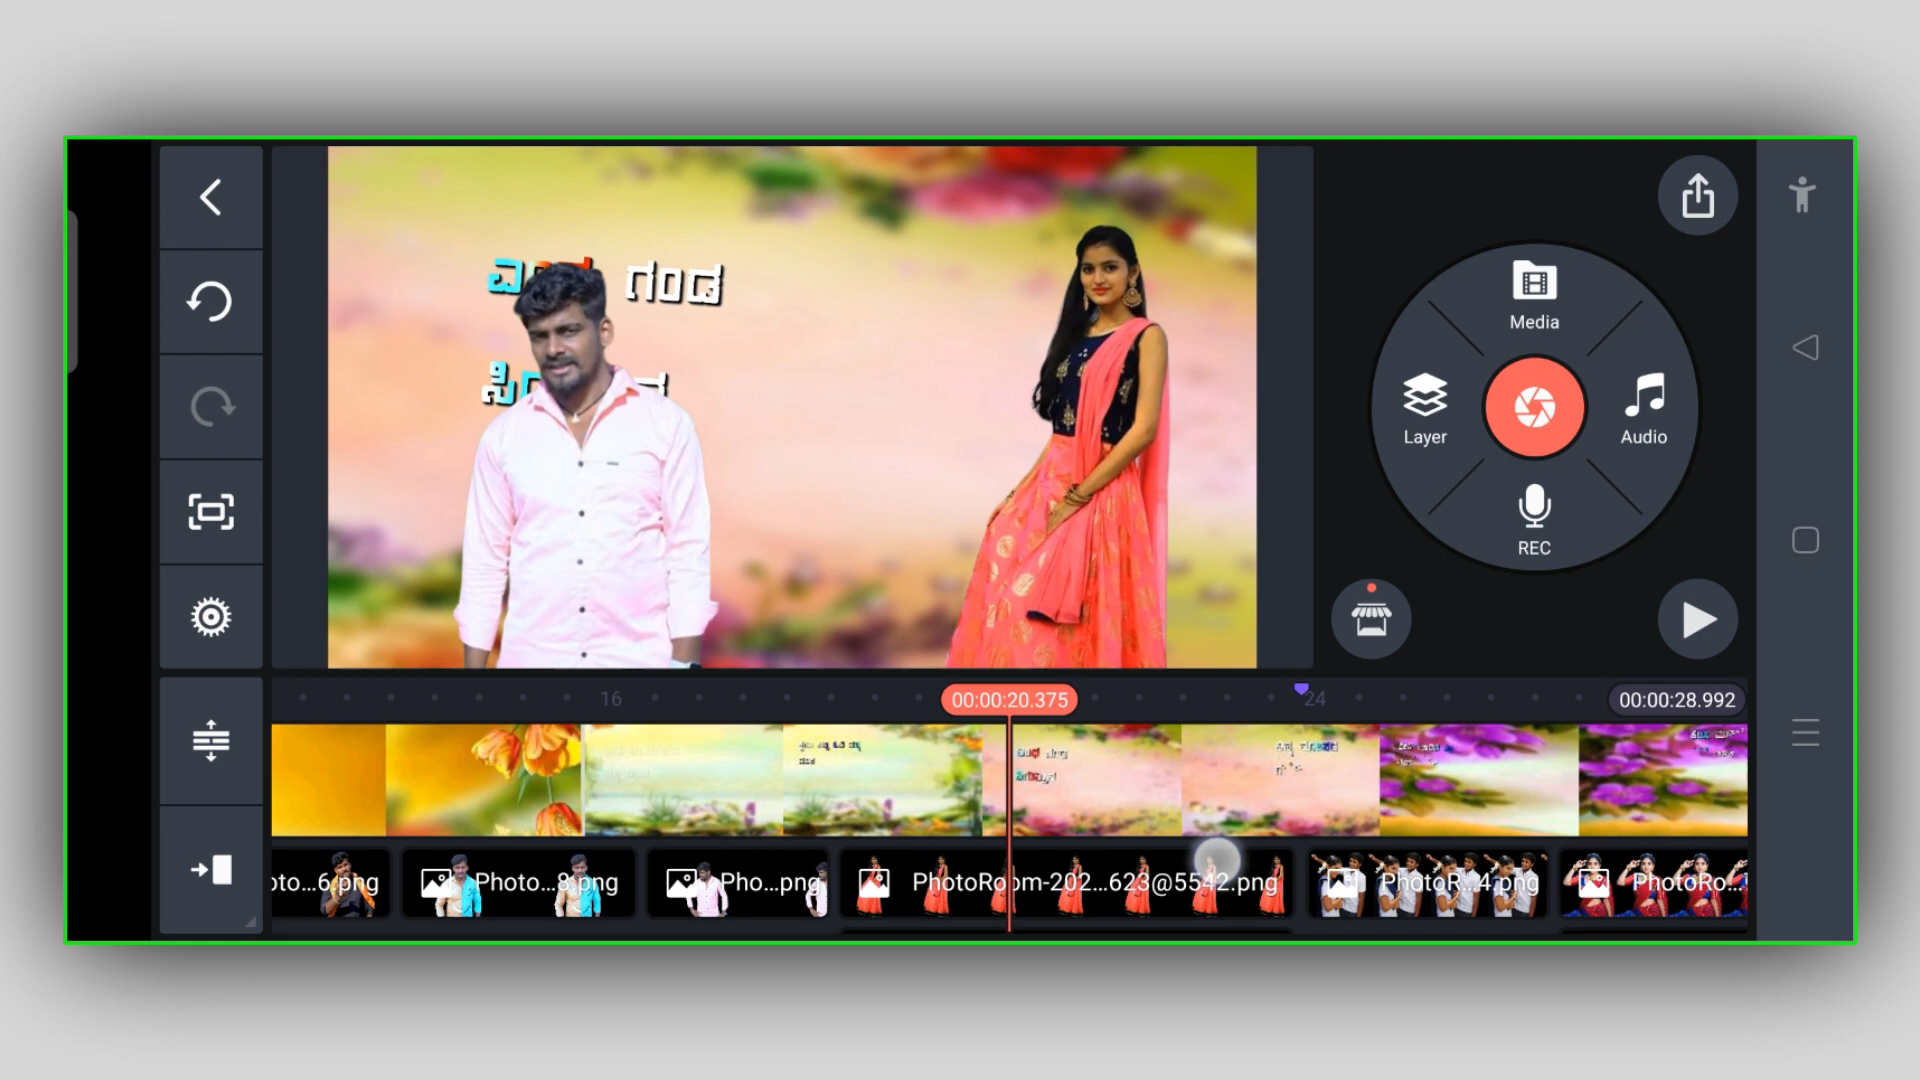 ಗಂಡ
Media
Layer
Audio
REC
16
00:00:20.375
24
00:00:28.992
oto...6.png
Photo...8.png
Pho...png
PhotoRoom-202...623@5542.png
PhotoR...4.png
PhotoRo...